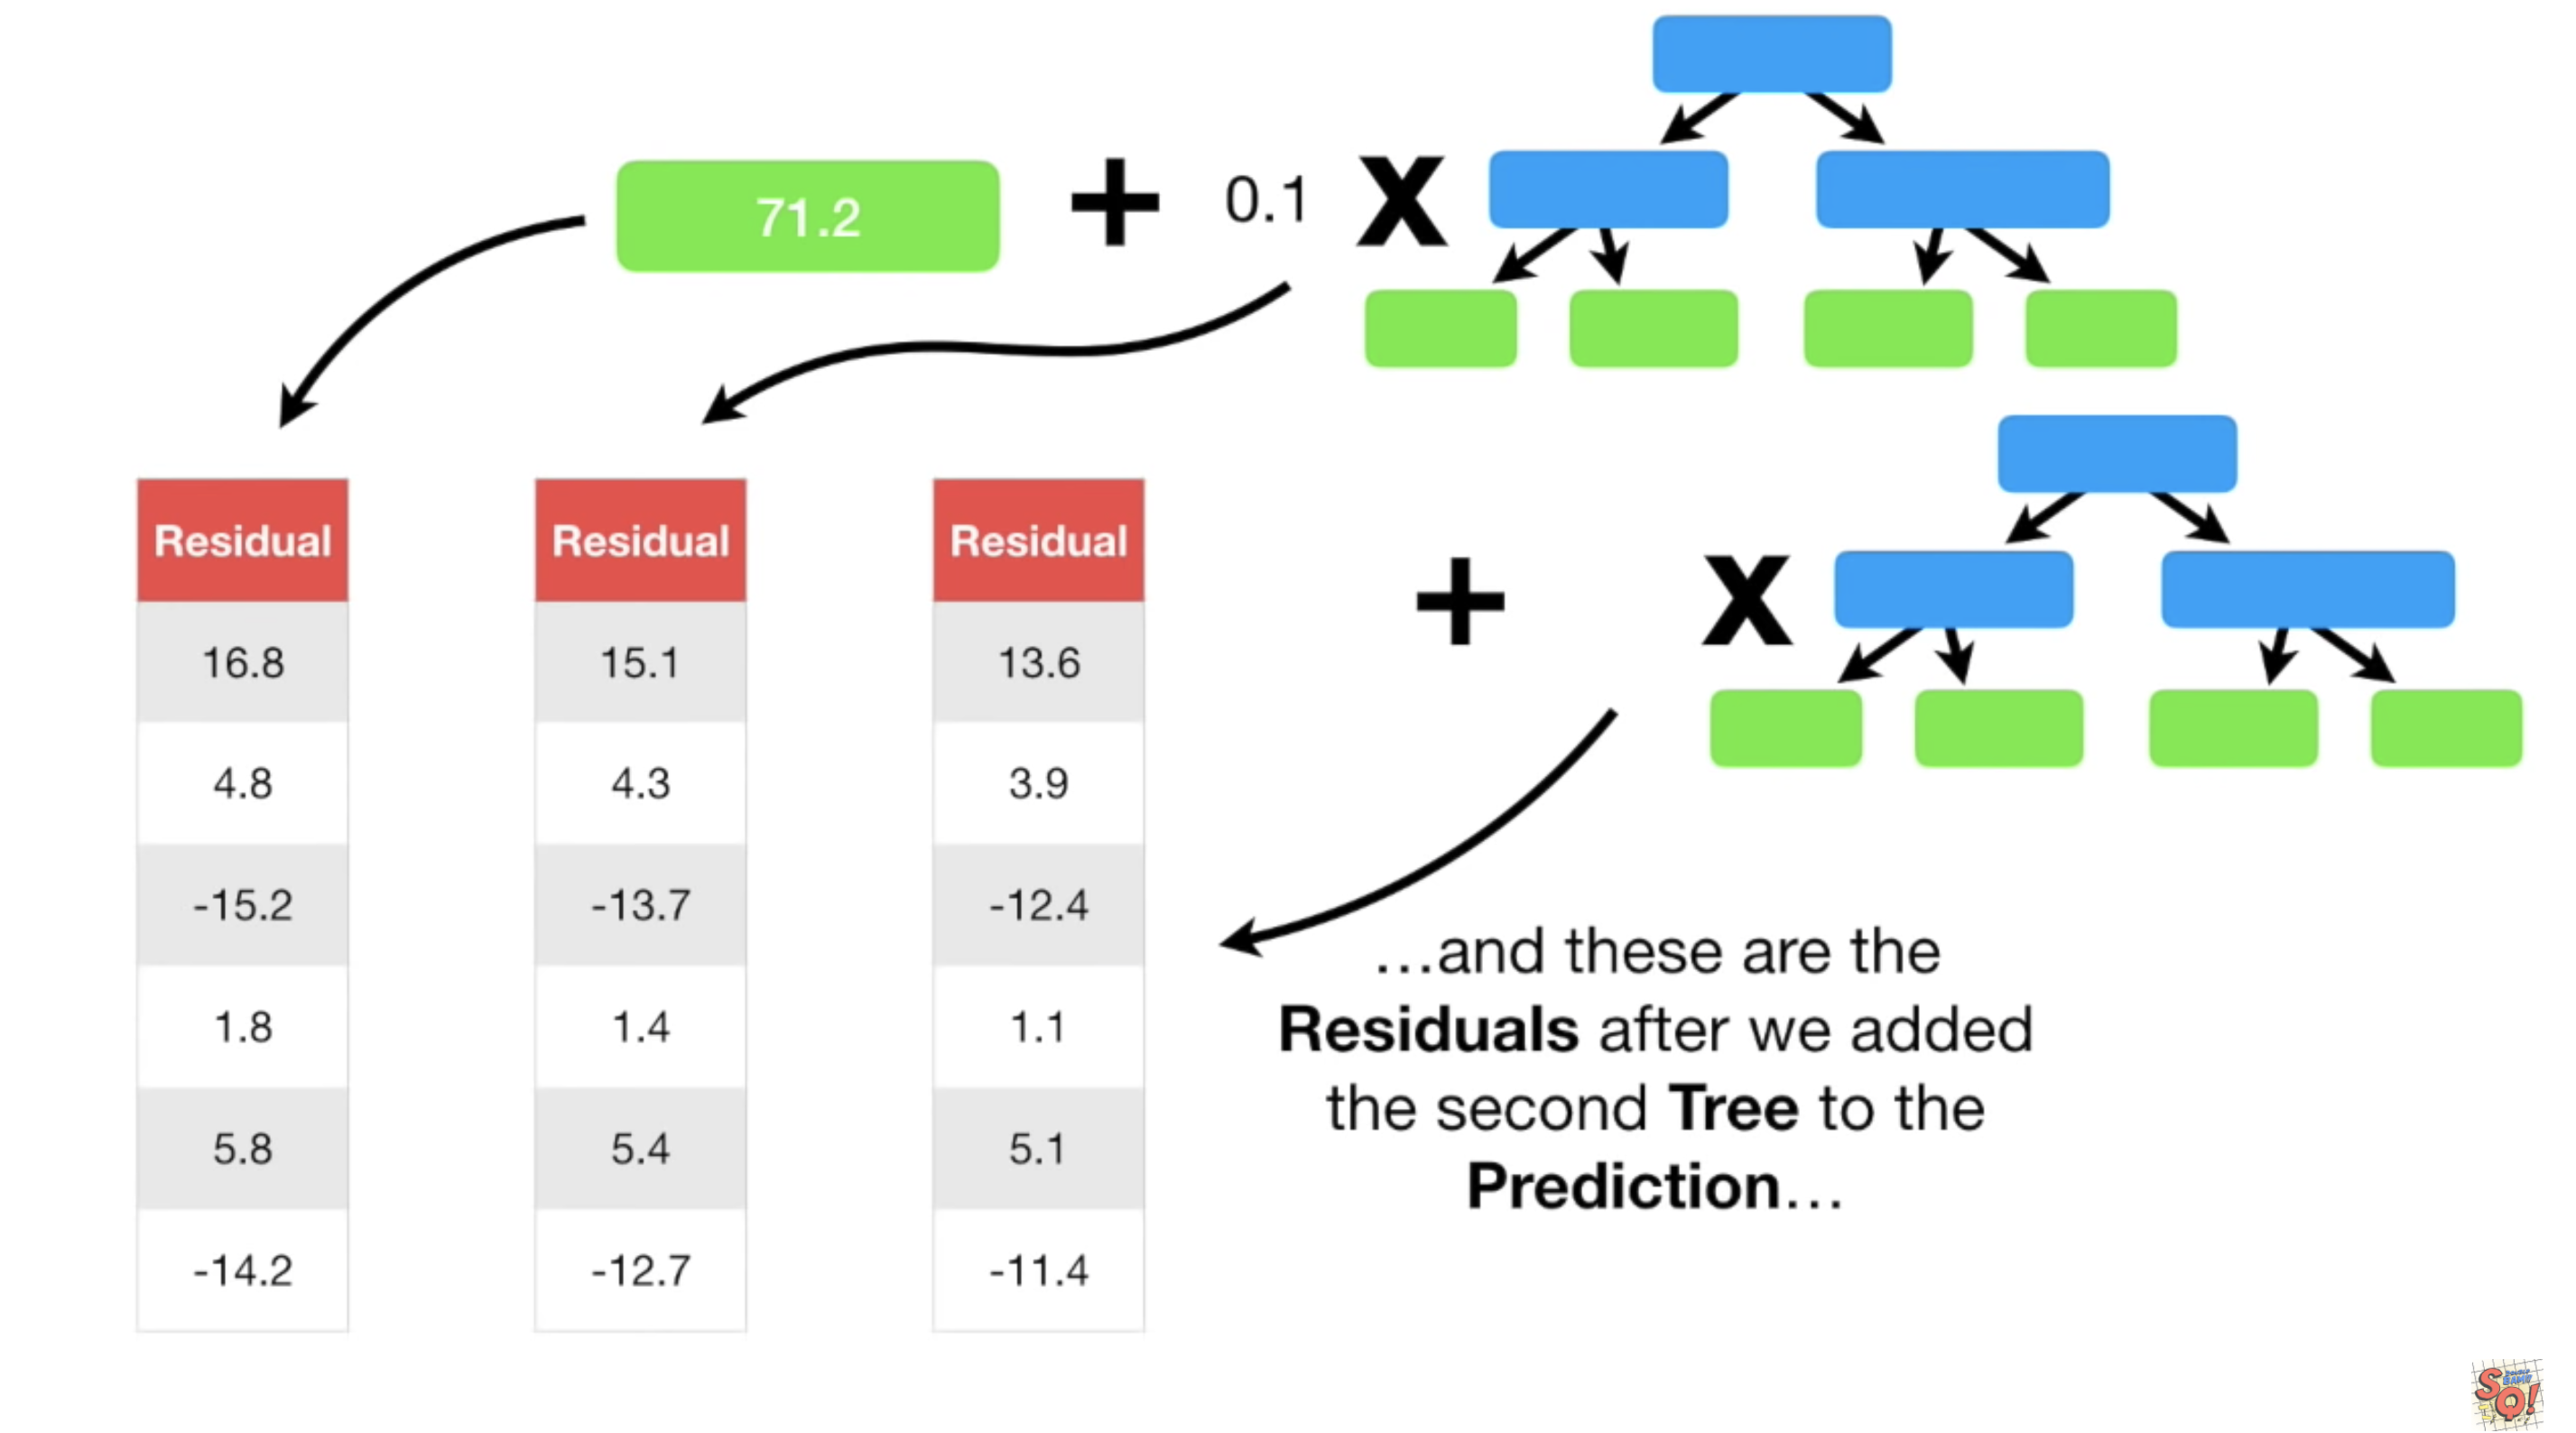 71.2 + 0.1 X
+ X
Residual Residual Residual
16.8 15.1 13.6
4.8 4.3 3.9
-15.2 -13.7 -12.4
1.8 1.4 1.1
5.8 5.4 5.1
-14.2 -12.7 -11.4
…and these are the
Residuals after we added
the second Tree to the
Prediction…
SQ!